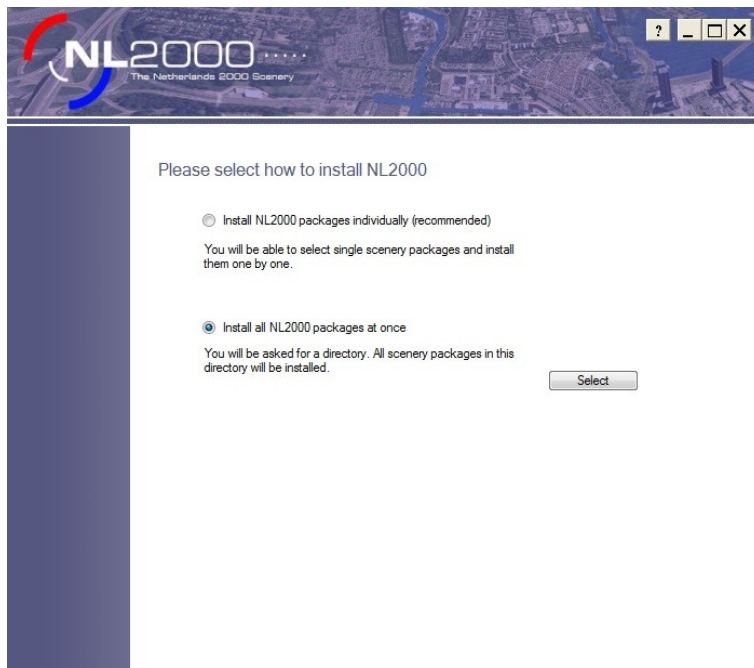 NL2000
The Netherlands 2000 Scenery
?
Please select how to install NL2000
Install NL2000 packages individually (recommended)
You will be able to select single scenery packages and install
them one by one.
Install all NL2000 packages at once
You will be asked for a directory. All scenery packages in this
directory will be installed.
Select